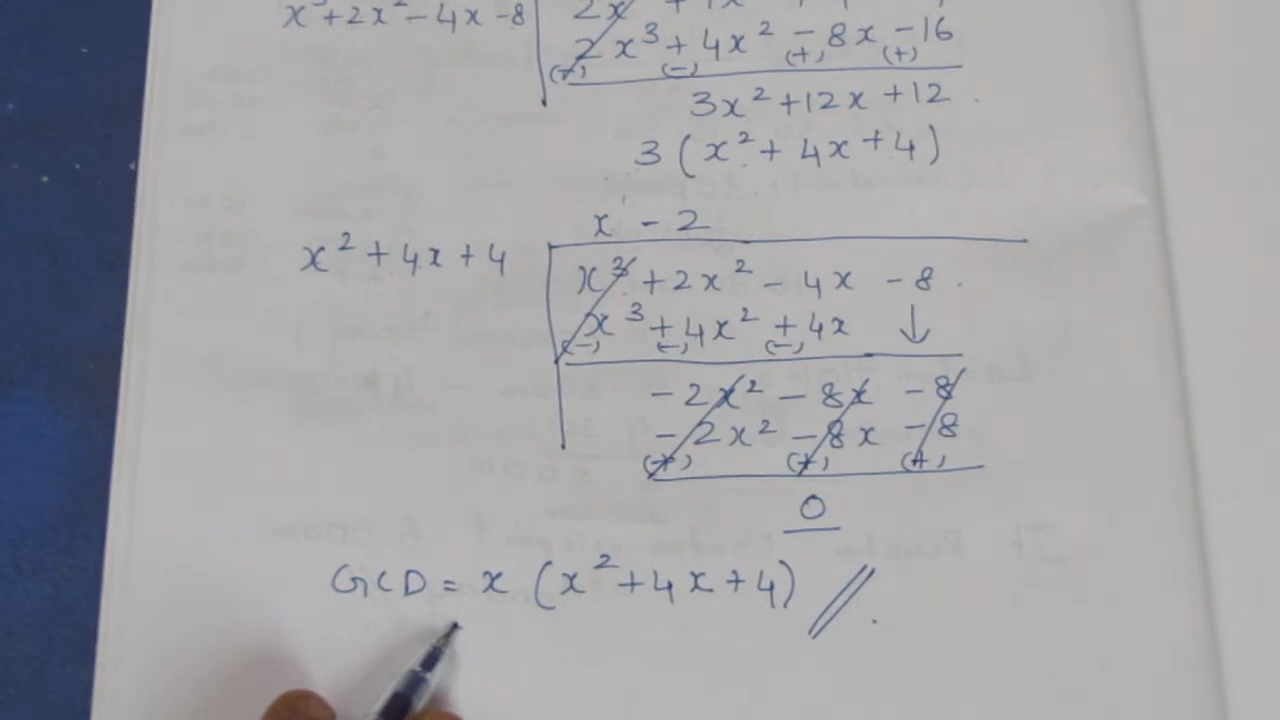 x³+2x²-4x-8
2x³+4x²-8x-16
(-) (-) (+) (+)
3x²+12x+12
3(x²+4x+4)
x-2
x²+4x+4
x³+2x²-4x-8
x³+4x²+4x ↓
(-) (-) (-)
-2x²-8x-8
-2x²-8x-8
(+) (+) (+)
0
GCD = x(x²+4x+4)//.